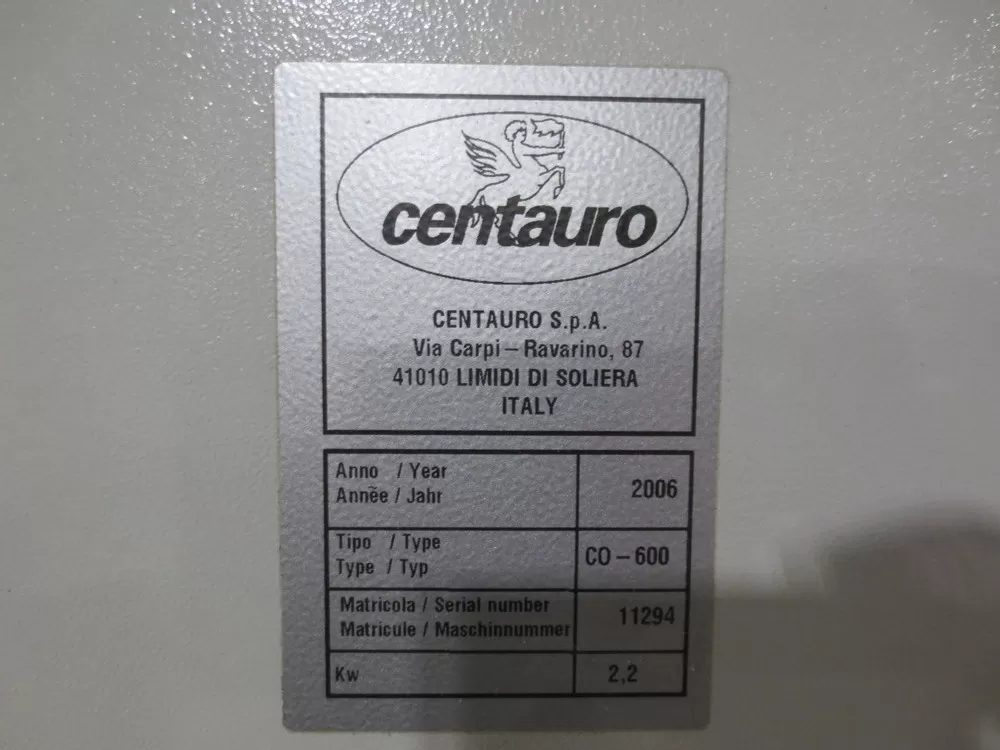 centauro
CENTAURO S.p.A.
Via Carpi – Ravarino, 87
41010 LIMIDI DI SOLIERA
ITALY
Anno / Year
Annẽe / Jahr
2006
Tipo / Type
Type / Typ
CO – 600
Matricola / Serial number
Matricule / Maschinnummer
11294
Kw
2,2